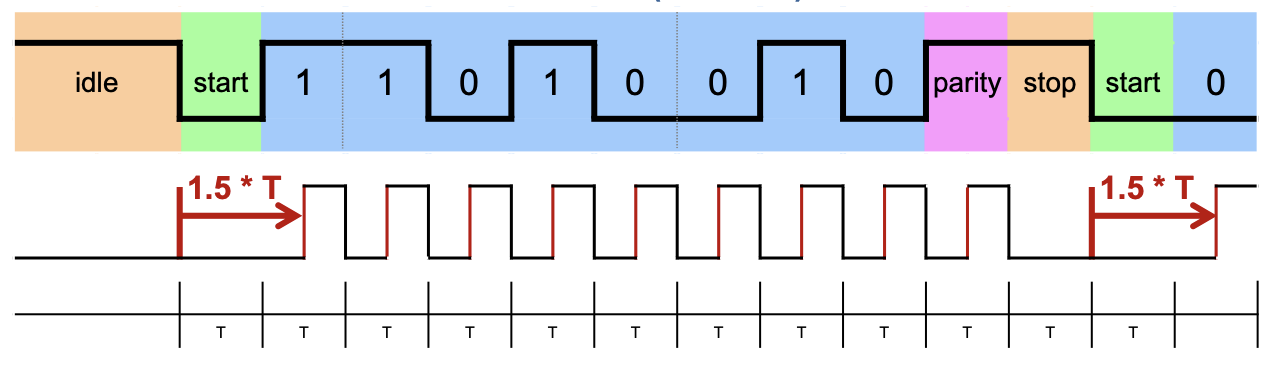 idle start 1 1 0 1 0 0 1 0 parity stop start 0
1.5 * T 1.5 * T
T T T T T T T T T T T T